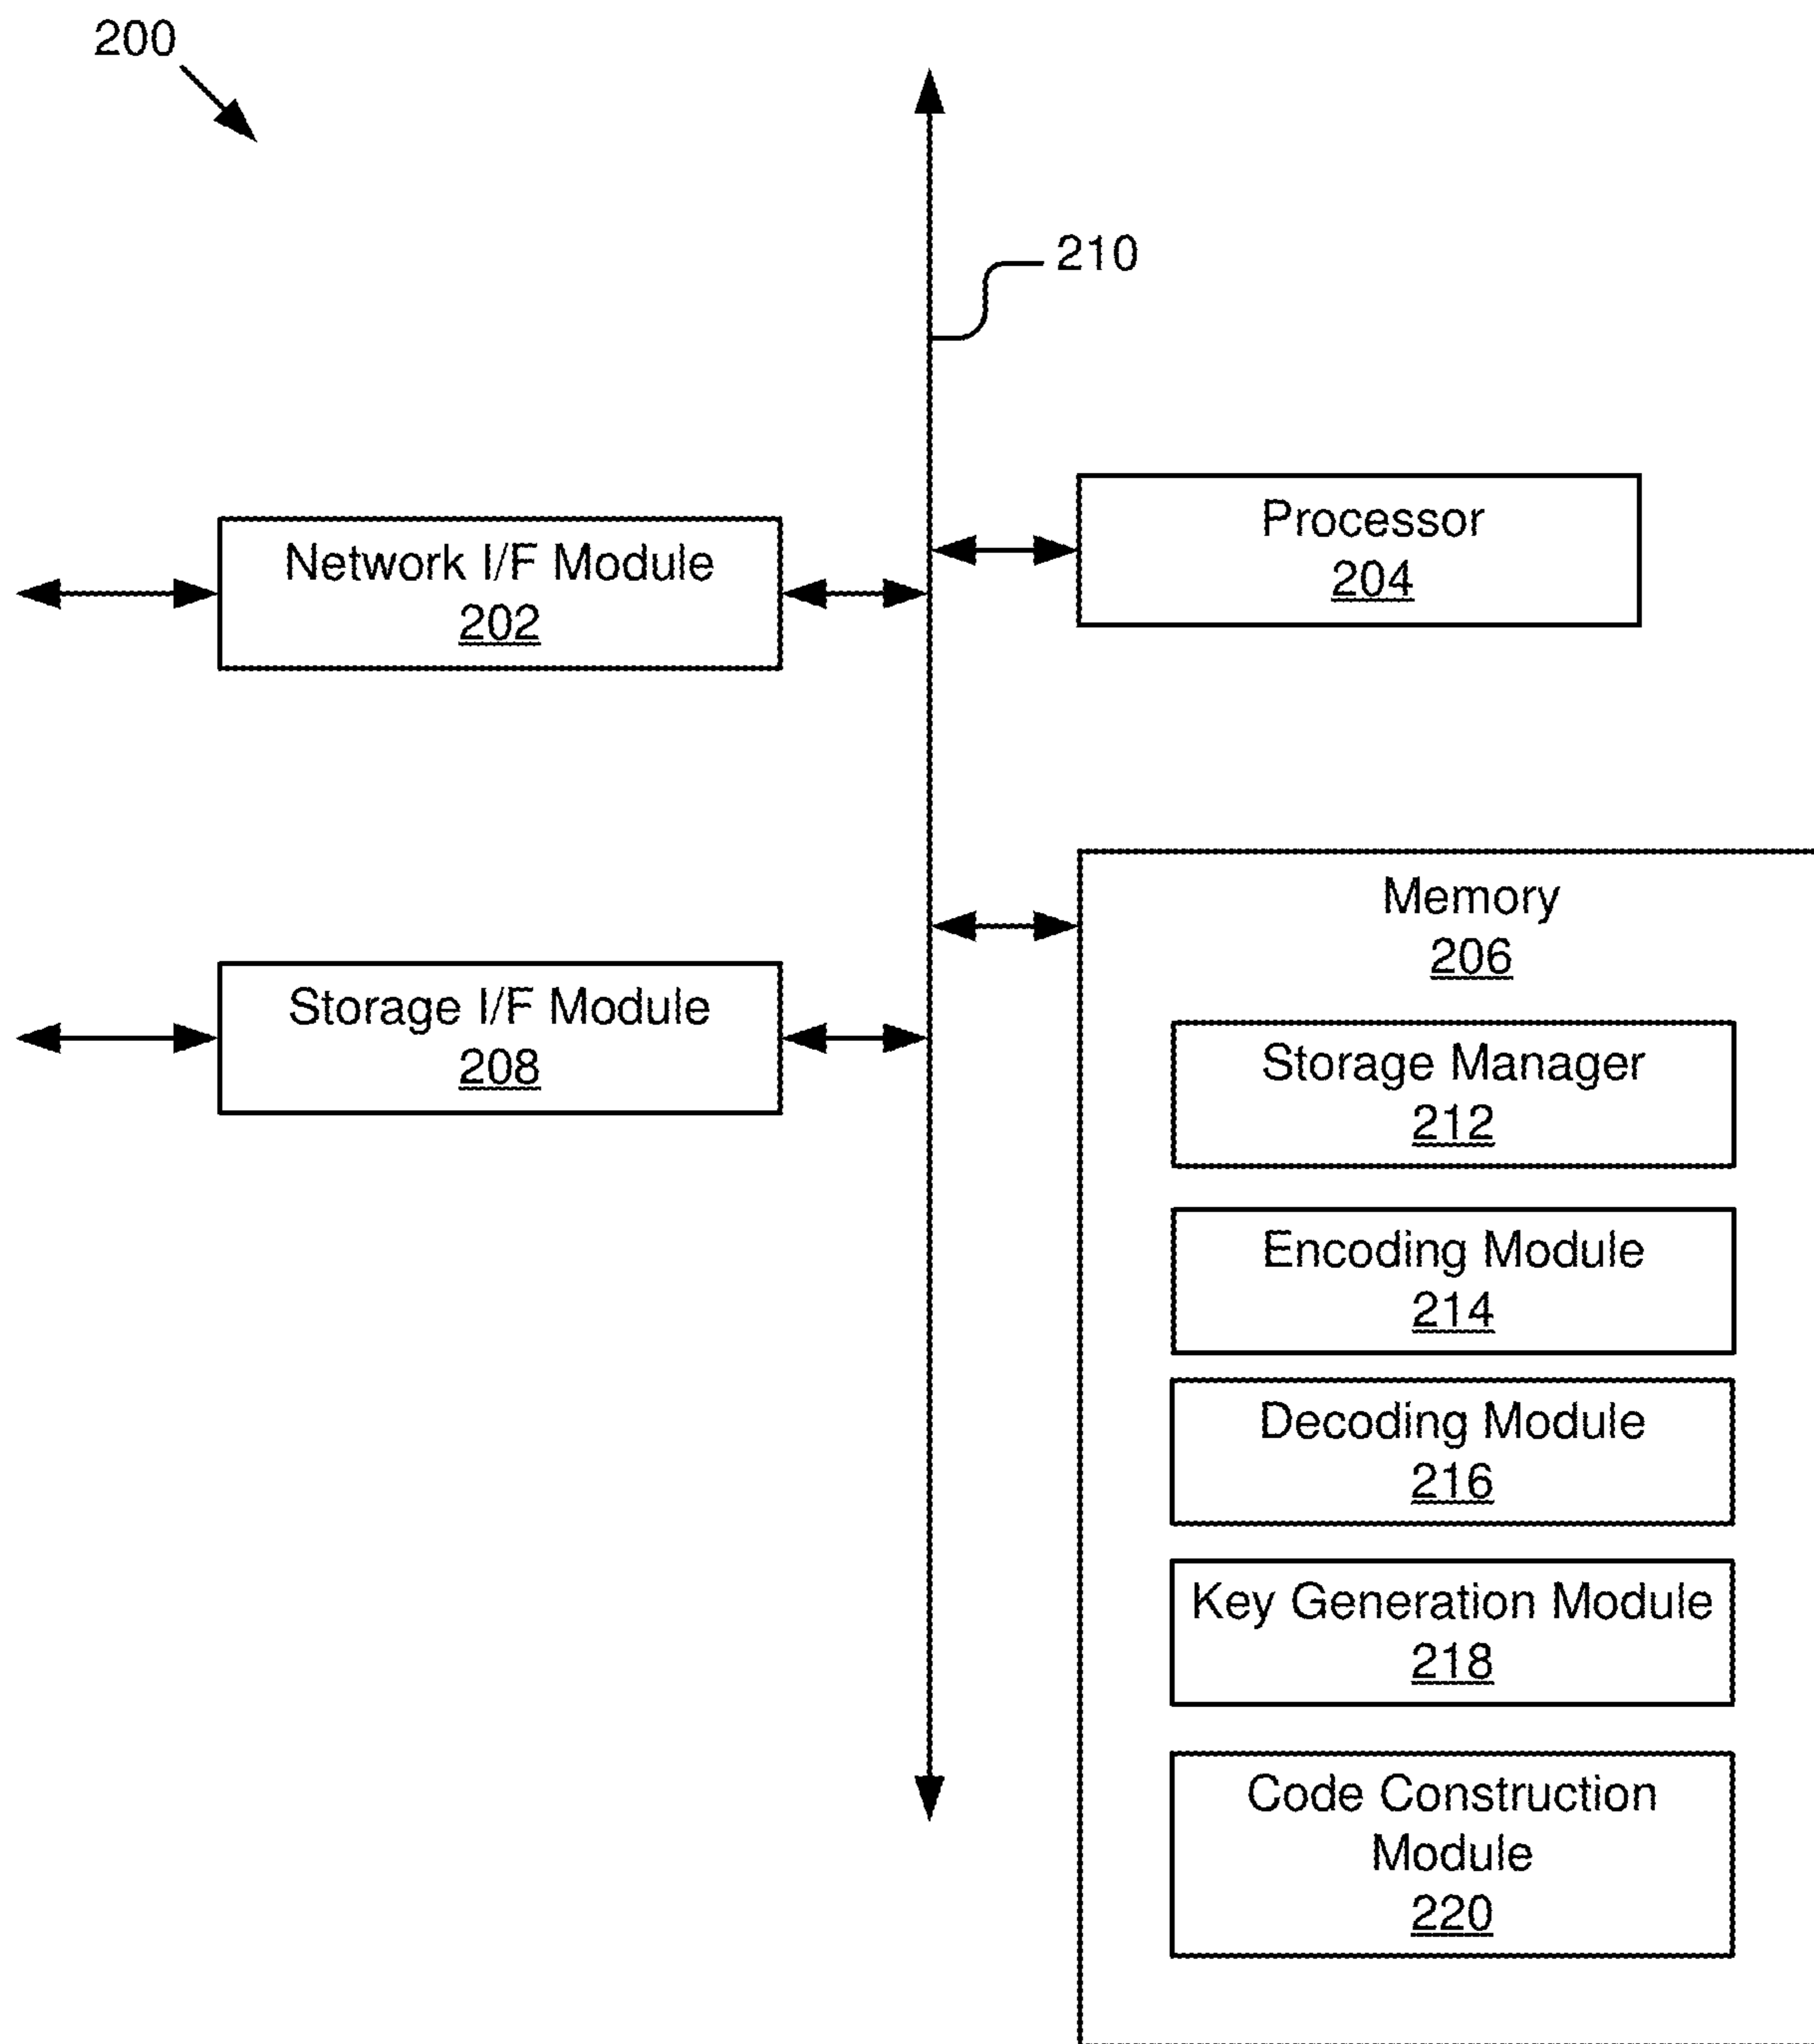 200
210
Network I/F Module
202
Processor
204
Storage I/F Module
208
Memory
206
Storage Manager
212
Encoding Module
214
Decoding Module
216
Key Generation Module
218
Code Construction
Module
220